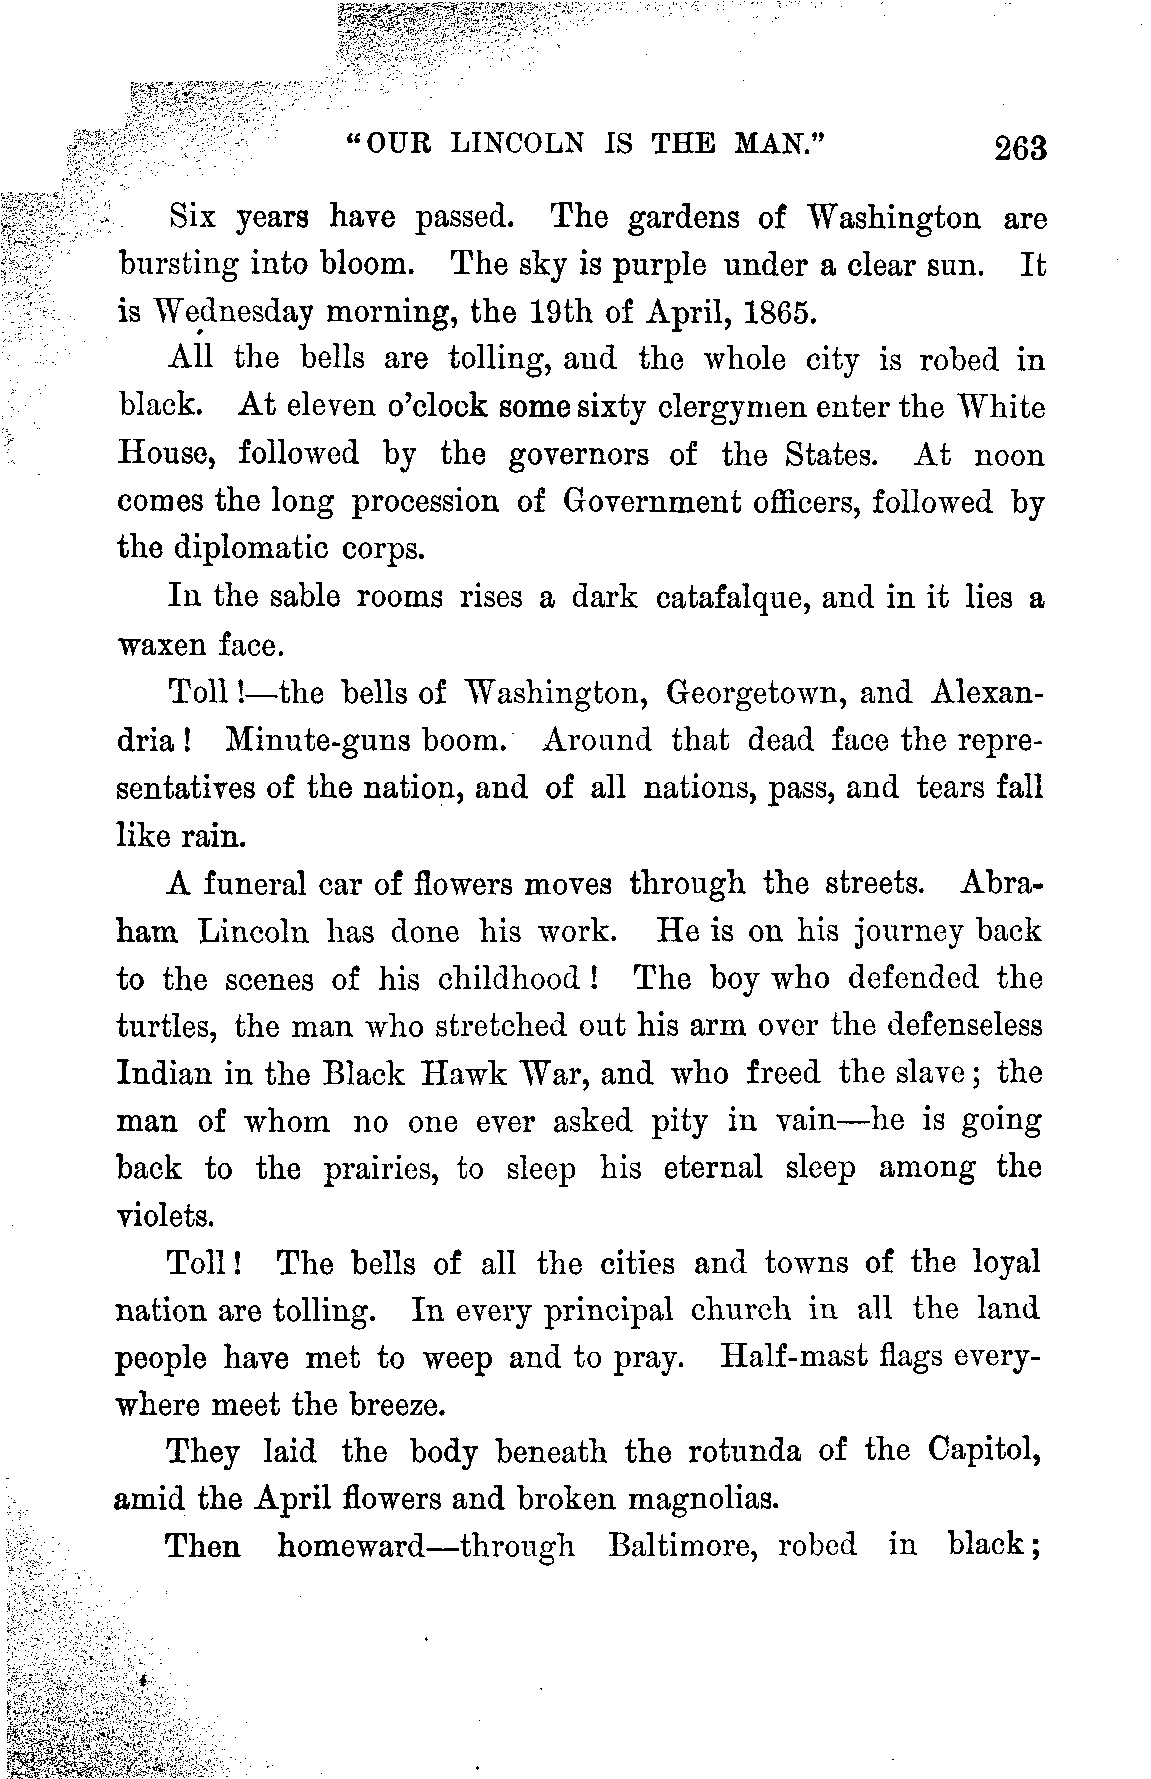 "OUR LINCOLN IS THE MAN." 263
Six years have passed. The gardens of Washington are
bursting into bloom. The sky is purple under a clear sun. It
is Wednesday morning, the 19th of April, 1865.
All the bells are tolling, and the whole city is robed in
black. At eleven o'clock some sixty clergymen enter the White
House, followed by the governors of the States. At noon
comes the long procession of Government officers, followed by
the diplomatic corps.
In the sable rooms rises a dark catafalque, and in it lies a
waxen face.
Toll!—the bells of Washington, Georgetown, and Alexan-
dria! Minute-guns boom. Around that dead face the repre-
sentatives of the nation, and of all nations, pass, and tears fall
like rain.
A funeral car of flowers moves through the streets. Abra-
ham Lincoln has done his work. He is on his journey back
to the scenes of his childhood! The boy who defended the
turtles, the man who stretched out his arm over the defenseless
Indian in the Black Hawk War, and who freed the slave; the
man of whom no one ever asked pity in vain—he is going
back to the prairies, to sleep his eternal sleep among the
violets.
Toll! The bells of all the cities and towns of the loyal
nation are tolling. In every principal church in all the land
people have met to weep and to pray. Half-mast flags every-
where meet the breeze.
They laid the body beneath the rotunda of the Capitol,
amid the April flowers and broken magnolias.
Then homeward—through Baltimore, robed in black;